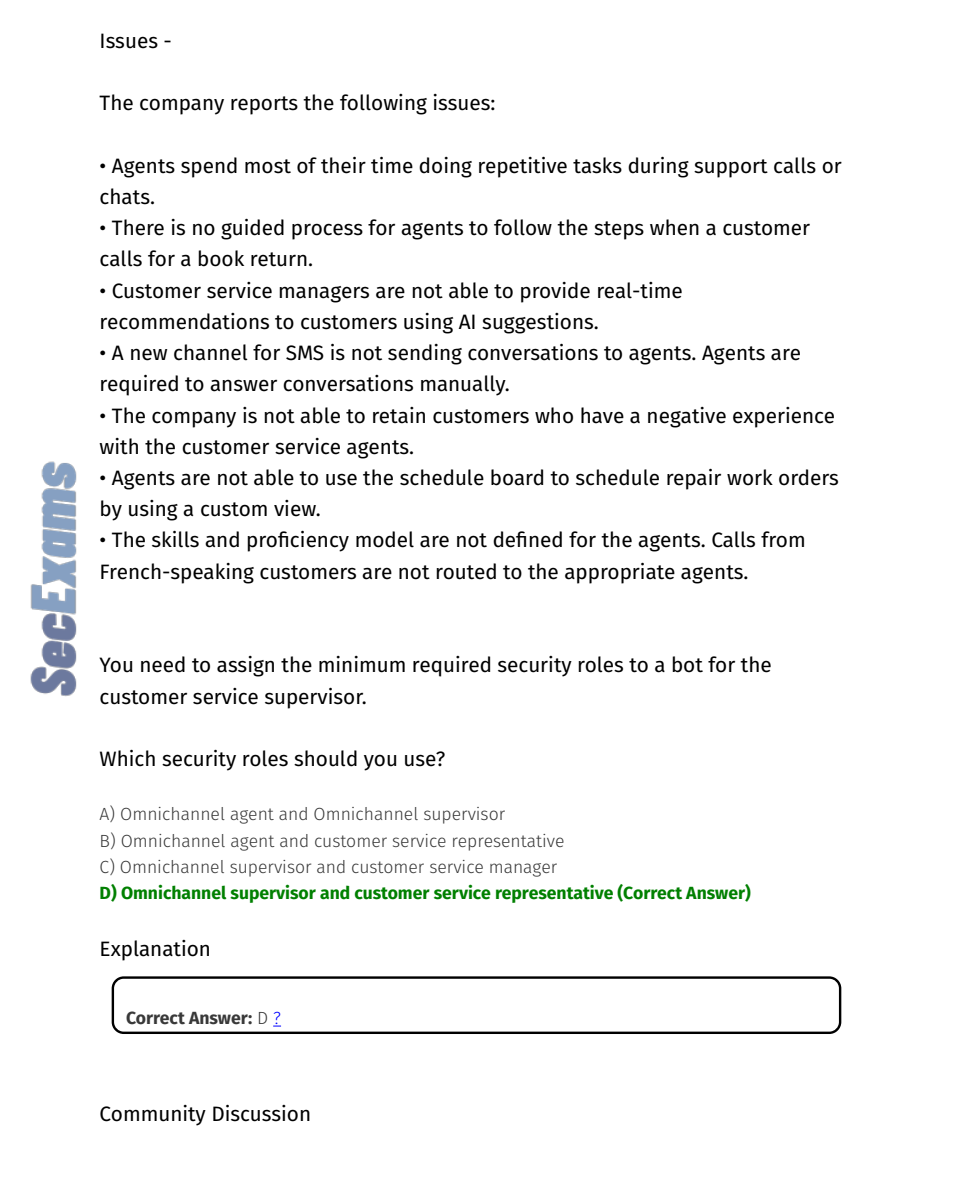 Issues -
The company reports the following issues:
• Agents spend most of their time doing repetitive tasks during support calls or
chats.
• There is no guided process for agents to follow the steps when a customer
calls for a book return.
• Customer service managers are not able to provide real-time
recommendations to customers using AI suggestions.
• A new channel for SMS is not sending conversations to agents. Agents are
required to answer conversations manually.
• The company is not able to retain customers who have a negative experience
with the customer service agents.
• Agents are not able to use the schedule board to schedule repair work orders
by using a custom view.
• The skills and proficiency model are not defined for the agents. Calls from
French-speaking customers are not routed to the appropriate agents.
SecExams
You need to assign the minimum required security roles to a bot for the
customer service supervisor.
Which security roles should you use?
A) Omnichannel agent and Omnichannel supervisor
B) Omnichannel agent and customer service representative
C) Omnichannel supervisor and customer service manager
D) Omnichannel supervisor and customer service representative (Correct Answer)
Explanation
Correct Answer: D ?
Community Discussion